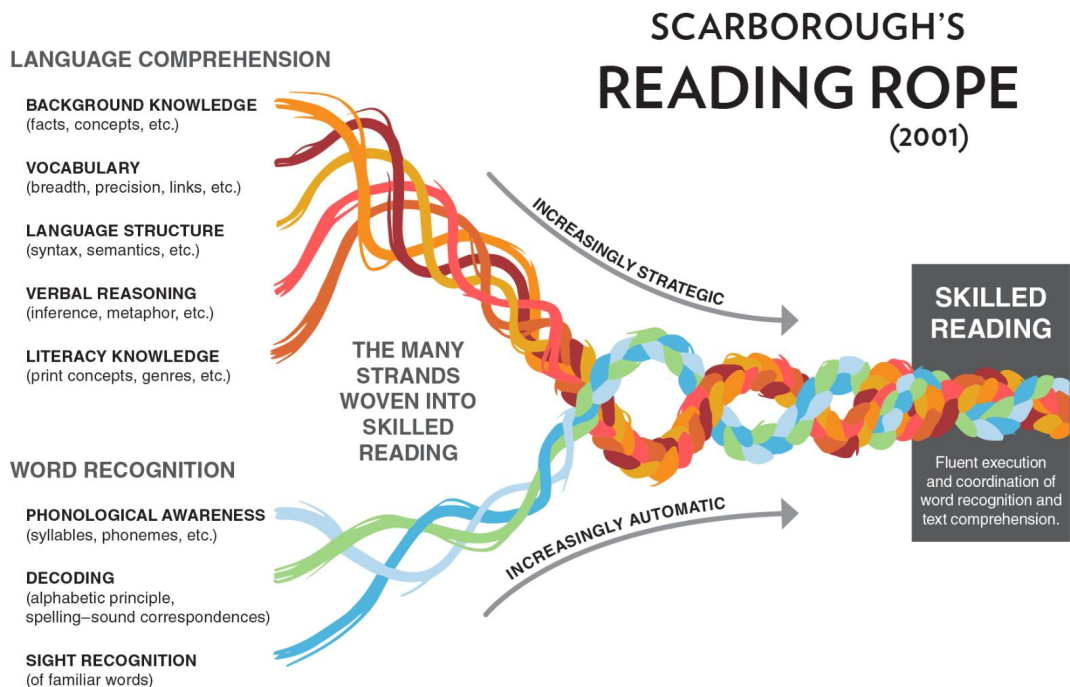 SCARBOROUGH'S
READING ROPE
(2001)
LANGUAGE COMPREHENSION
BACKGROUND KNOWLEDGE
(facts, concepts, etc.)
VOCABULARY
(breadth, precision, links, etc.)
LANGUAGE STRUCTURE
(syntax, semantics, etc.)
VERBAL REASONING
(inference, metaphor, etc.)
LITERACY KNOWLEDGE
(print concepts, genres, etc.)
THE MANY
STRANDS
WOVEN INTO
SKILLED
READING
WORD RECOGNITION
PHONOLOGICAL AWARENESS
(syllables, phonemes, etc.)
DECODING
(alphabetic principle,
spelling–sound correspondences)
SIGHT RECOGNITION
(of familiar words)
INCREASINGLY STRATEGIC
INCREASINGLY AUTOMATIC
SKILLED
READING
Fluent execution
and coordination of
word recognition and
text comprehension.